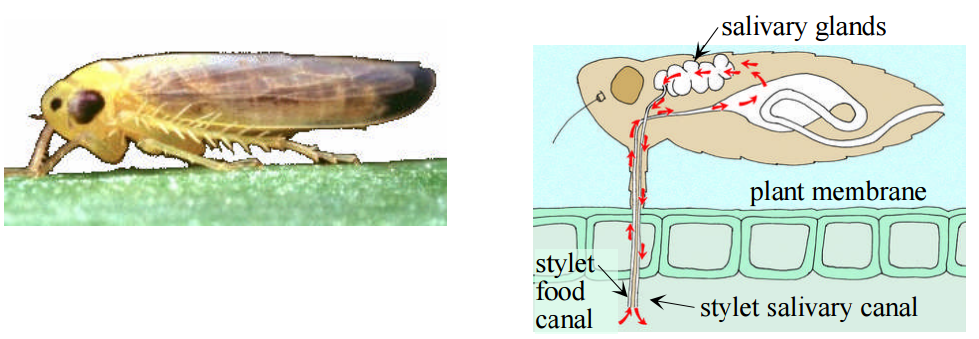 salivary glands
plant membrane
stylet
food
canal
stylet salivary canal